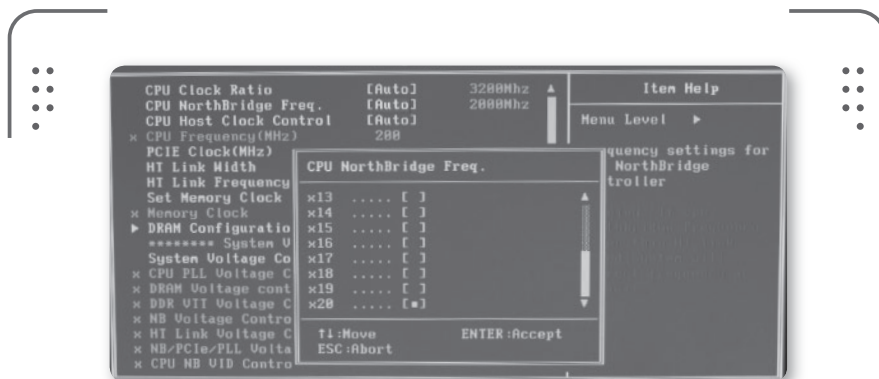 CPU Clock Ratio [Auto] 3200Mhz
CPU NorthBridge Freq. [Auto] 2000Mhz
CPU Host Clock Control [Auto]
x CPU Frequency(MHz) 200
PCIE Clock(MHz)
HT Link Width
HT Link Frequency
Set Memory Clock
x Memory Clock
DRAM Configuratio
******** System V
System Voltage Co
x CPU PLL Voltage C
x DRAM Voltage cont
x DDR VTT Voltage C
x NB Voltage Contro
x HT Link Voltage C
x NB/PCIe/PLL Volta
x CPU NB VID Contro
CPU NorthBridge Freq.
x13 ..... [ ]
x14 ..... [ ]
x15 ..... [ ]
x16 ..... [ ]
x17 ..... [ ]
x18 ..... [ ]
x19 ..... [ ]
x20 ..... [▪]
↑↓:Move ENTER:Accept
ESC:Abort
Item Help
Menu Level ▶
quency settings for
NorthBridge
troller